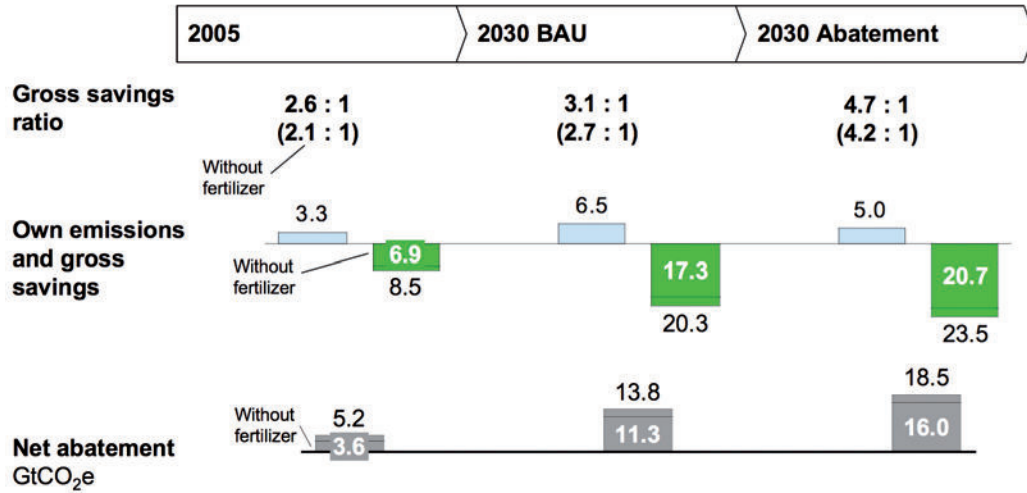 2005 2030 BAU 2030 Abatement
Gross savings
ratio
2.6 : 1 3.1 : 1 4.7 : 1
(2.1 : 1) (2.7 : 1) (4.2 : 1)
Without
fertilizer
Own emissions
and gross
savings
3.3 6.5 5.0
Without
fertilizer
6.9 17.3 20.7
8.5 20.3 23.5
Net abatement
GtCO₂e
Without
fertilizer
5.2 13.8 18.5
3.6 11.3 16.0